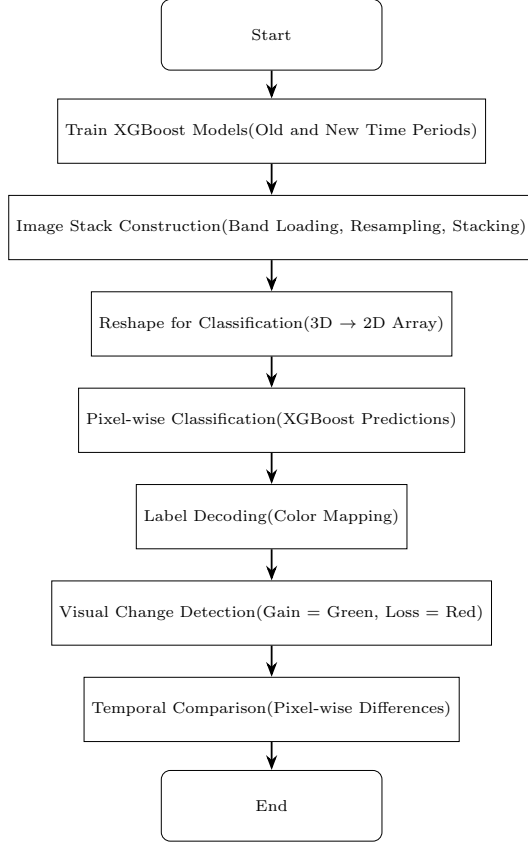 Start
Train XGBoost Models(Old and New Time Periods)
Image Stack Construction(Band Loading, Resampling, Stacking)
Reshape for Classification(3D → 2D Array)
Pixel-wise Classification(XGBoost Predictions)
Label Decoding(Color Mapping)
Visual Change Detection(Gain = Green, Loss = Red)
Temporal Comparison(Pixel-wise Differences)
End